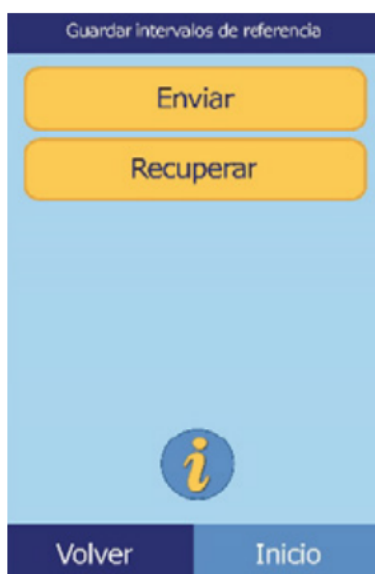 Guardar intervalos de referencia
Enviar
Recuperar
i
Volver Inicio